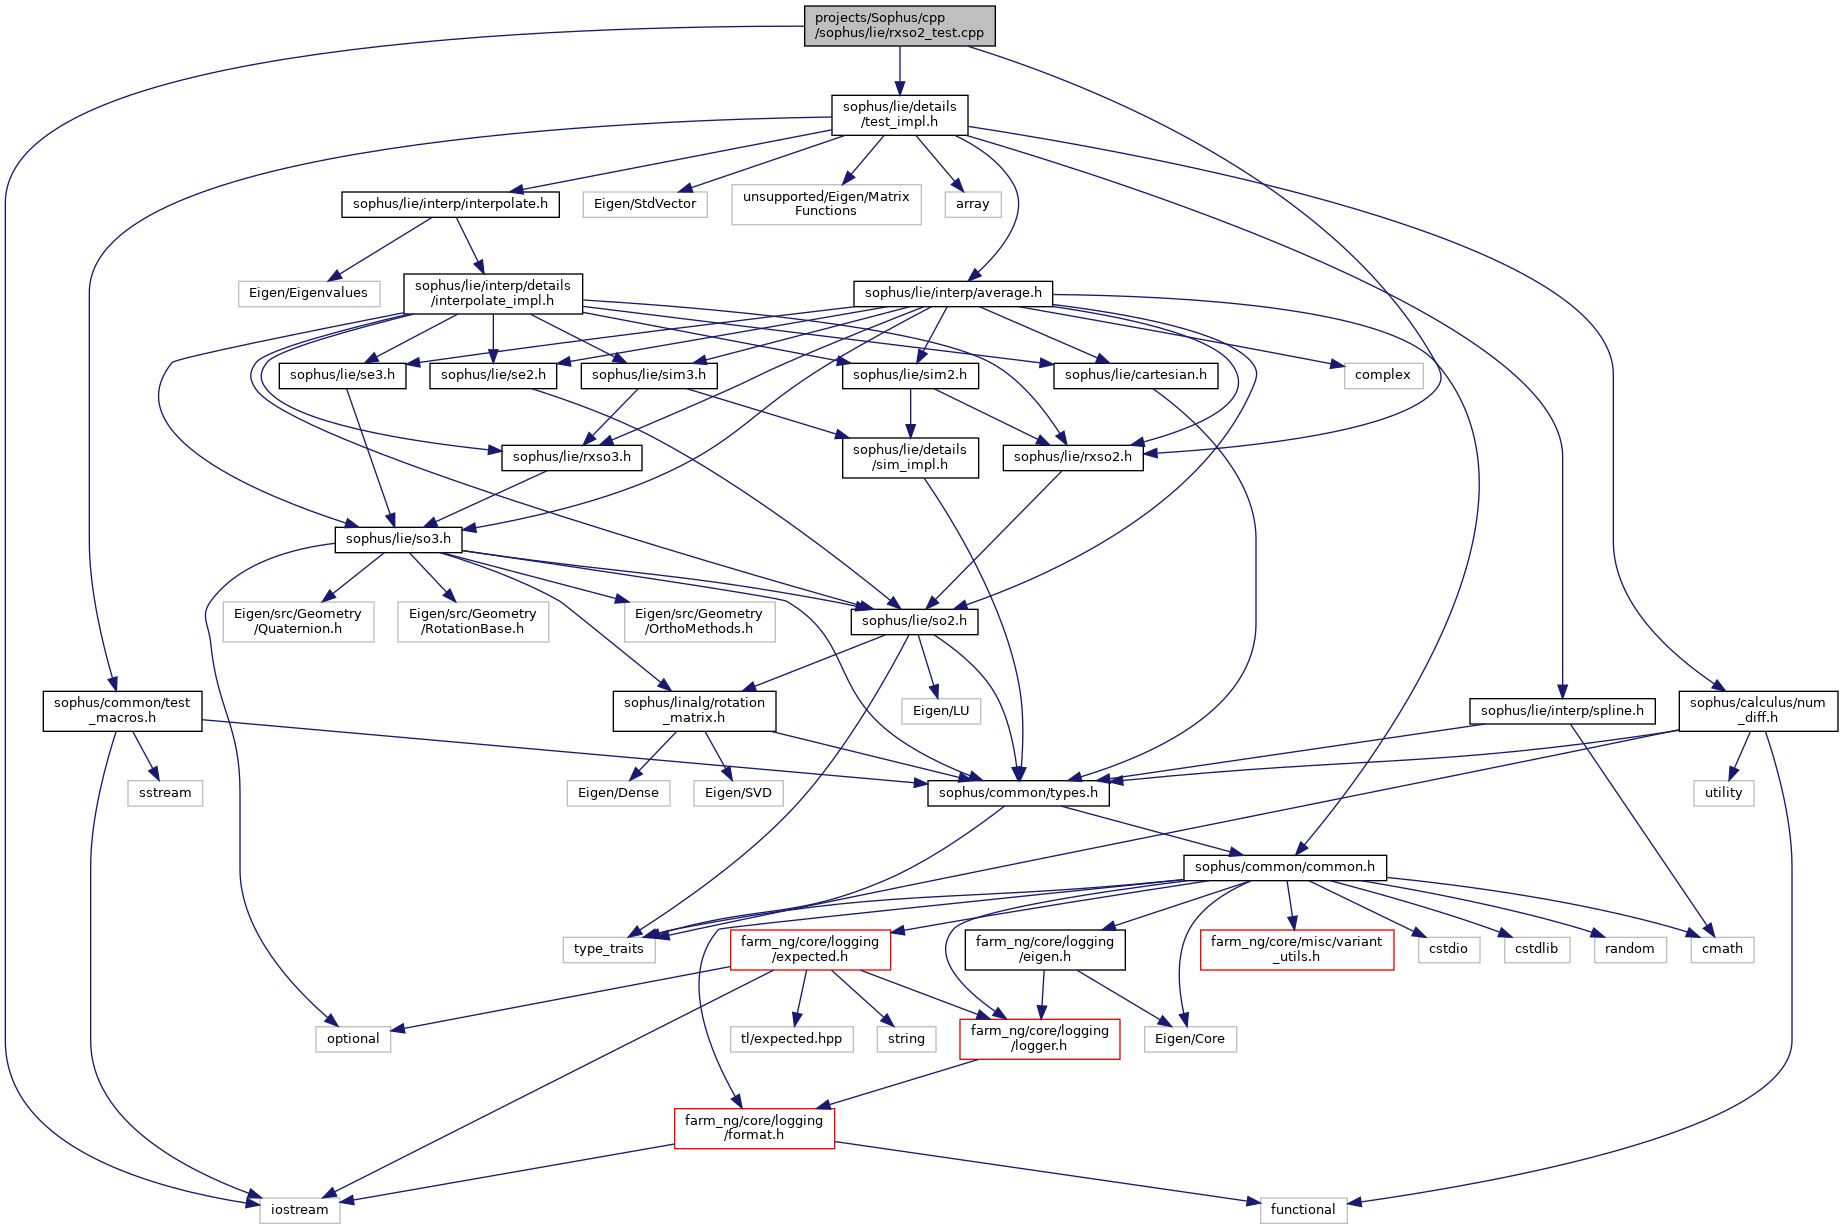 projects/Sophus/cpp
/sophus/lie/rxso2_test.cpp
sophus/lie/details
/test_impl.h
sophus/lie/interp/interpolate.h
Eigen/StdVector
unsupported/Eigen/Matrix
Functions
array
Eigen/Eigenvalues
sophus/lie/interp/details
/interpolate_impl.h
sophus/lie/interp/average.h
sophus/lie/se3.h
sophus/lie/se2.h
sophus/lie/sim3.h
sophus/lie/sim2.h
sophus/lie/cartesian.h
complex
sophus/lie/rxso3.h
sophus/lie/details
/sim_impl.h
sophus/lie/rxso2.h
sophus/lie/so3.h
Eigen/src/Geometry
/Quaternion.h
Eigen/src/Geometry
/RotationBase.h
Eigen/src/Geometry
/OrthoMethods.h
sophus/lie/so2.h
sophus/common/test
_macros.h
sophus/linalg/rotation
_matrix.h
Eigen/LU
sophus/lie/interp/spline.h
sophus/calculus/num
_diff.h
sstream
Eigen/Dense
Eigen/SVD
sophus/common/types.h
utility
sophus/common/common.h
type_traits
farm_ng/core/logging
/expected.h
farm_ng/core/logging
/eigen.h
farm_ng/core/misc/variant
_utils.h
cstdio
cstdlib
random
cmath
optional
tl/expected.hpp
string
farm_ng/core/logging
/logger.h
Eigen/Core
farm_ng/core/logging
/format.h
iostream
functional